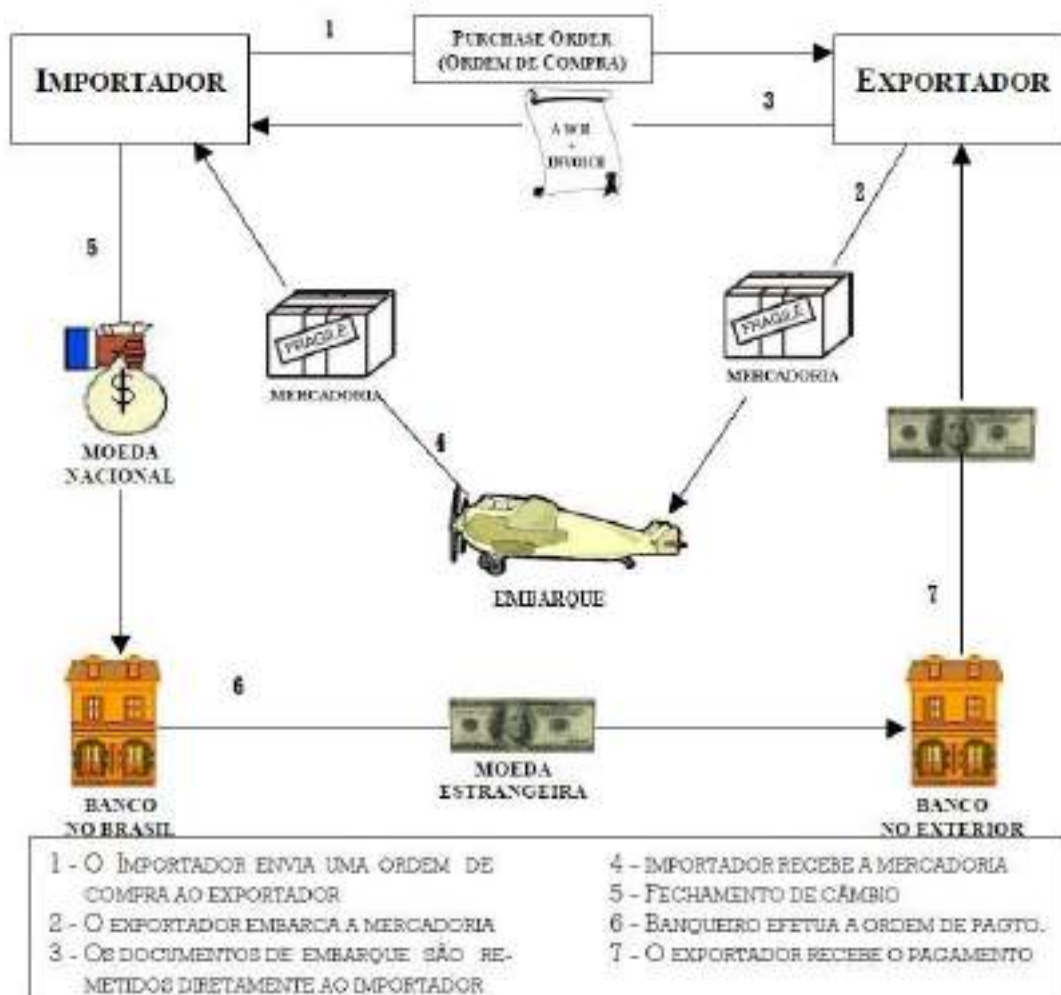 1
PURCHASE ORDER
(ORDEM DE COMPRA)
IMPORTADOR
EXPORTADOR
3
AWB
+
INVOICE
2
5
FRAGILE
MERCADORIA
FRAGILE
MERCADORIA
4
MOEDA
NACIONAL
EMBARQUE
7
6
MOEDA
ESTRANGEIRA
BANCO
NO BRASIL
BANCO
NO EXTERIOR
1 - O IMPORTADOR ENVIA UMA ORDEM DE
COMPRA AO EXPORTADOR
2 - O EXPORTADOR EMBARCA A MERCADORIA
3 - OS DOCUMENTOS DE EMBARQUE SÃO RE-
METIDOS DIRETAMENTE AO IMPORTADOR
4 - IMPORTADOR RECEBE A MERCADORIA
5 - FECHAMENTO DE CÂMBIO
6 - BANQUEIRO EFETUA A ORDEM DE PAGTO.
7 - O EXPORTADOR RECEBE O PAGAMENTO